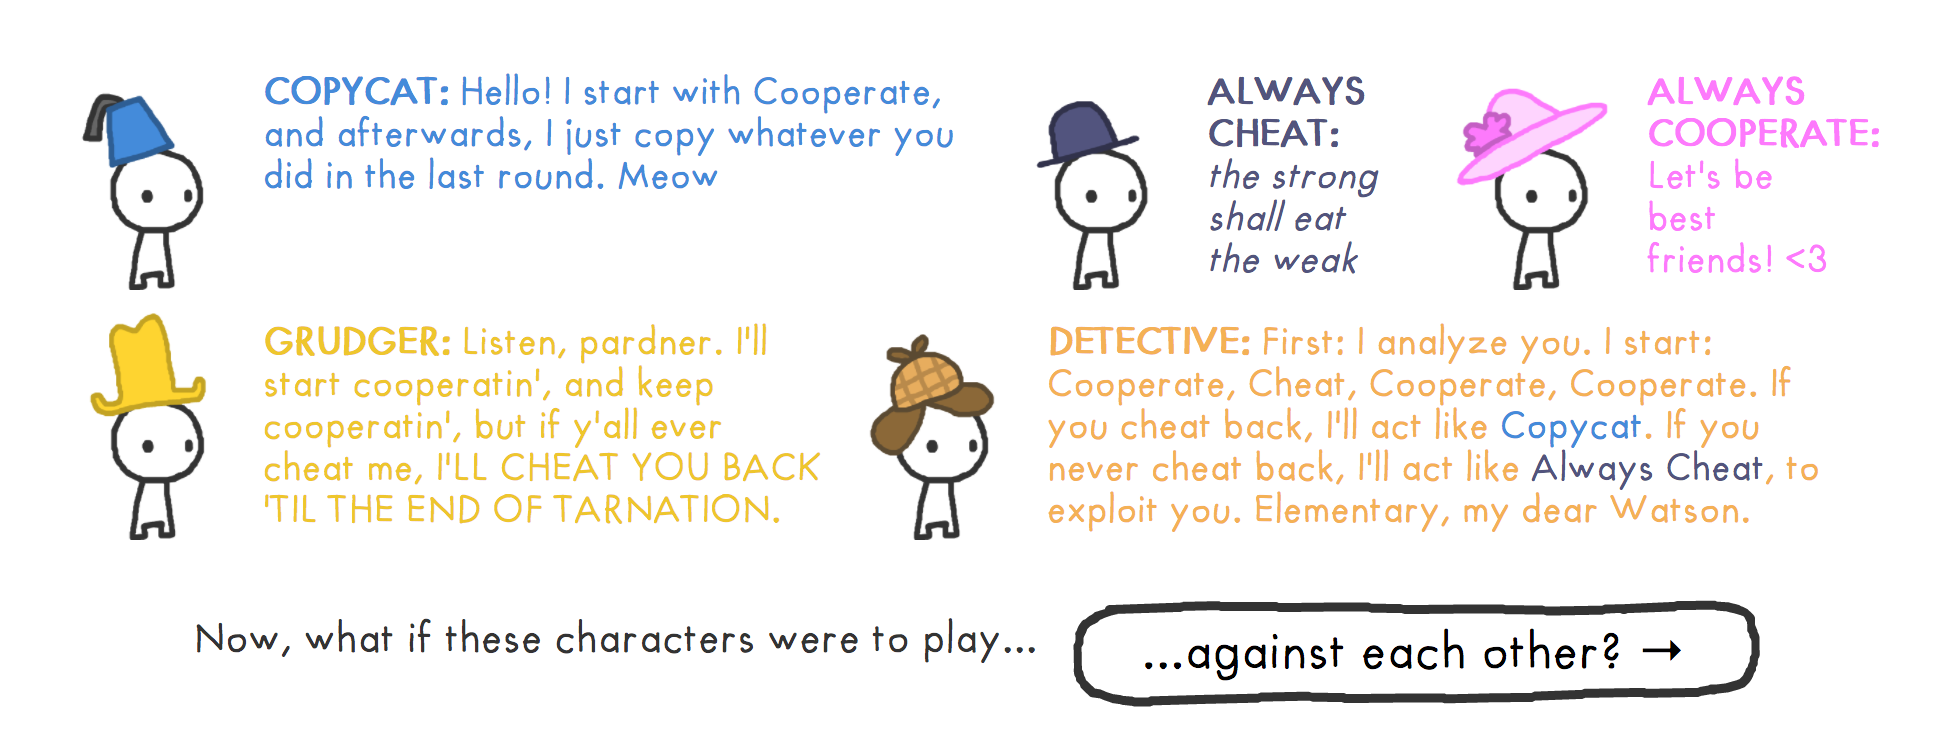 COPYCAT: Hello! I start with Cooperate,
and afterwards, I just copy whatever you
did in the last round. Meow
ALWAYS
CHEAT:
the strong
shall eat
the weak
ALWAYS
COOPERATE:
Let's be
best
friends! <3
GRUDGER: Listen, pardner. I'll
start cooperatin', and keep
cooperatin', but if y'all ever
cheat me, I'LL CHEAT YOU BACK
'TIL THE END OF TARNATION.
DETECTIVE: First: I analyze you. I start:
Cooperate, Cheat, Cooperate, Cooperate. If
you cheat back, I'll act like Copycat. If you
never cheat back, I'll act like Always Cheat, to
exploit you. Elementary, my dear Watson.
Now, what if these characters were to play...
...against each other? →